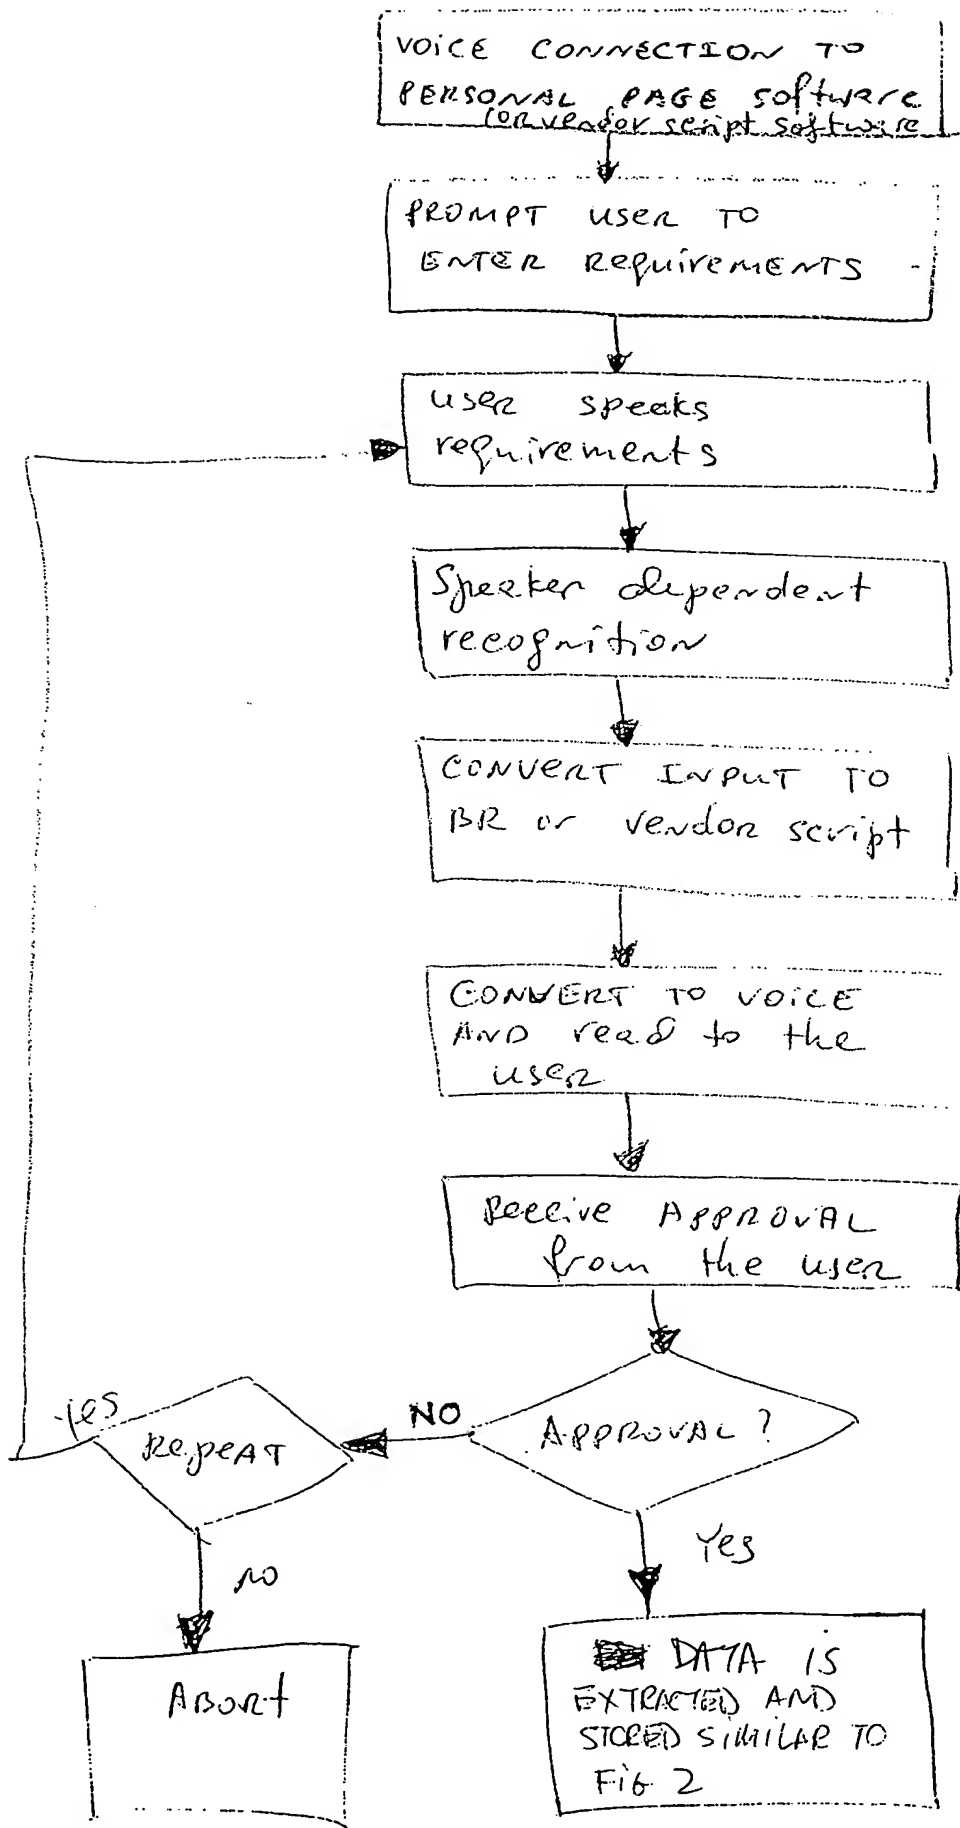 VOICE CONNECTION TO
PERSONAL PAGE software
(OR vendor script software
PROMPT USER TO
ENTER RequireMENTS
user speaks
requirements
Speaker dependent
recognition
CONVERT INPUT TO
BR or vendor script
CONVERT TO VOICE
AND read to the
user
Receive APPROVAL
from the user
APPROVAL?
NO
RepeAT
yes
NO
Yes
Abort
DATA iS
EXTRACTED AND
STORED SIMILAR TO
FiG 2